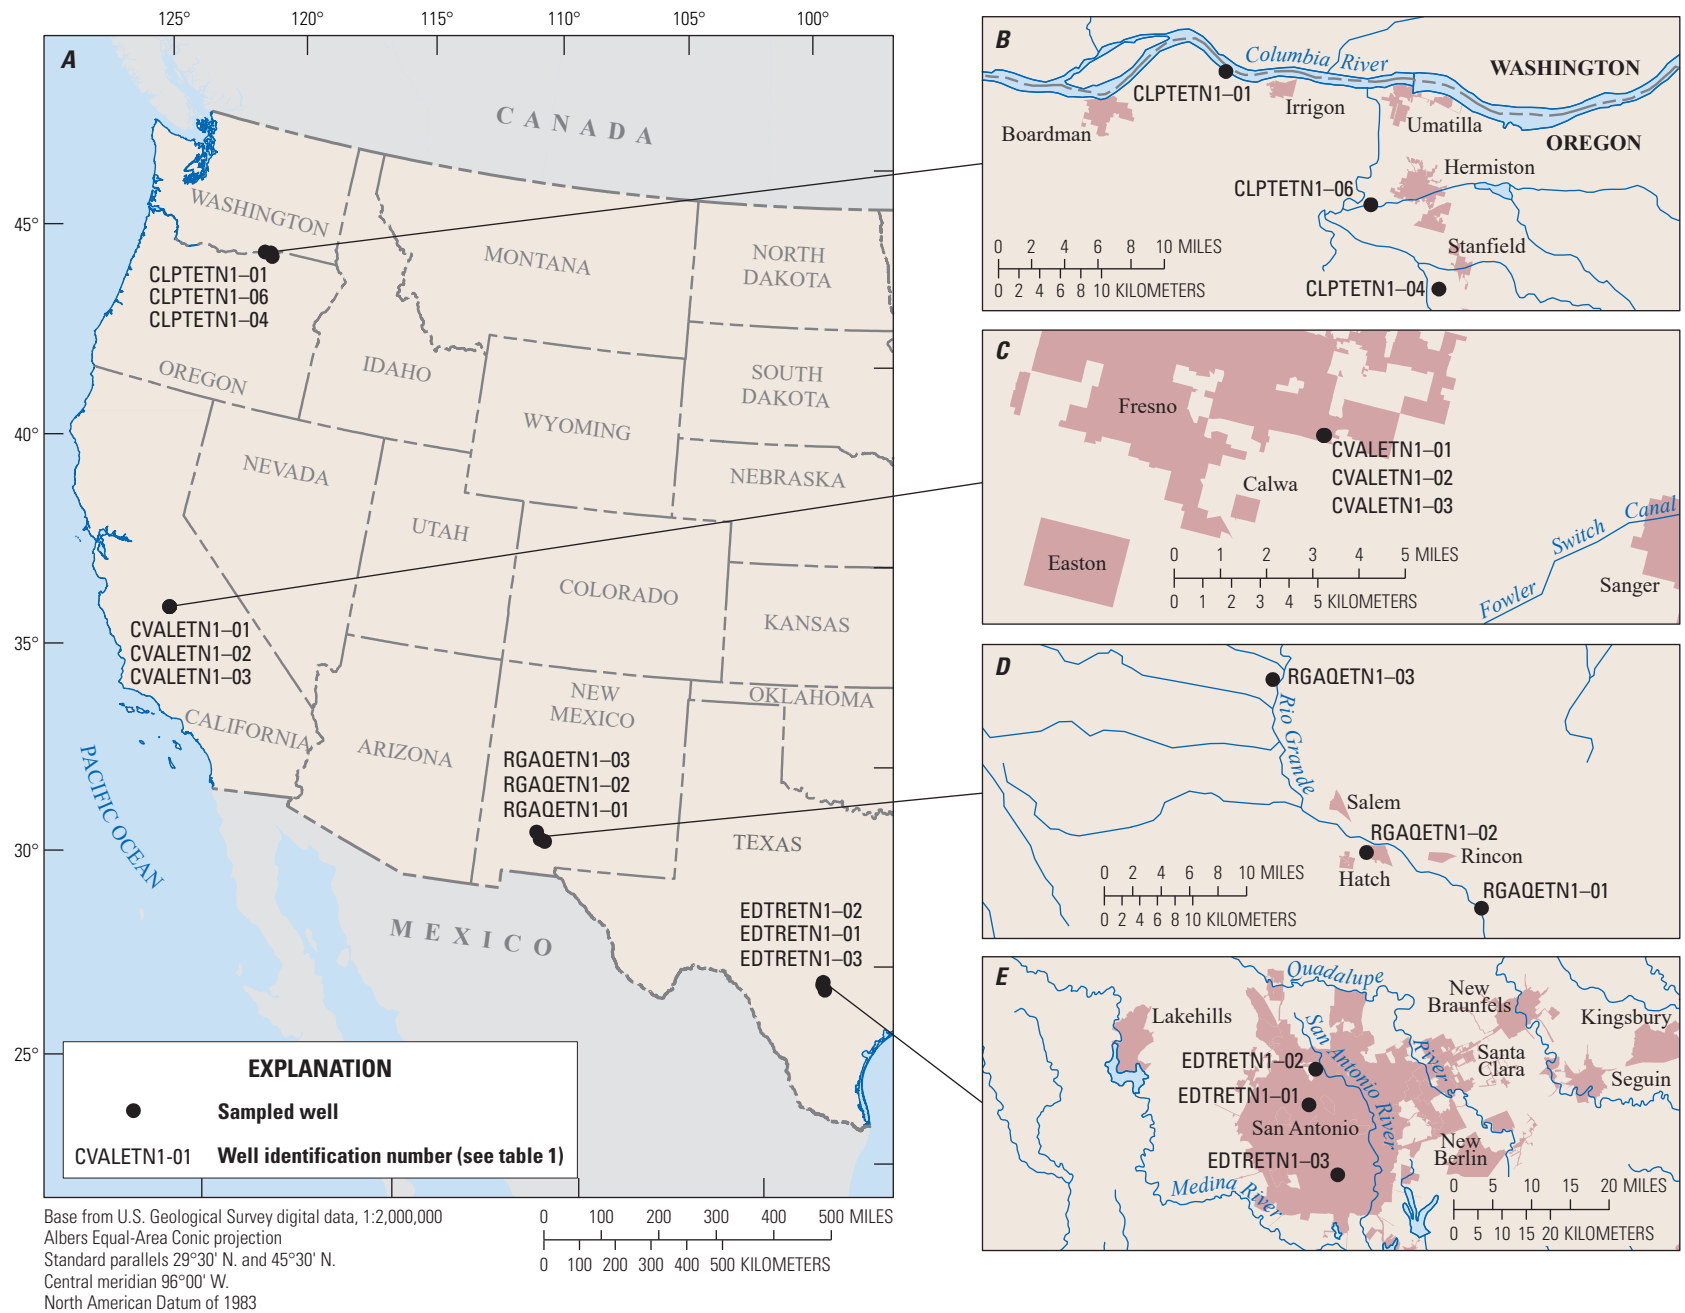 125°
120°
115°
110°
105°
100°
A
CANADA
WASHINGTON
45°
MONTANA
NORTH
DAKOTA
CLPTETN1–01
CLPTETN1–06
CLPTETN1–04
OREGON
IDAHO
SOUTH
DAKOTA
WYOMING
40°
NEVADA
NEBRASKA
UTAH
COLORADO
KANSAS
CVALETN1–01
CVALETN1–02
CVALETN1–03
35°
NEW
MEXICO
OKLAHOMA
CALIFORNIA
ARIZONA
PACIFIC OCEAN
RGAQETN1–03
RGAQETN1–02
RGAQETN1–01
30°
TEXAS
MEXICO
EDTRETN1–02
EDTRETN1–01
EDTRETN1–03
25°
EXPLANATION
Sampled well
CVALETN1-01 Well identification number (see table 1)
Base from U.S. Geological Survey digital data, 1:2,000,000
Albers Equal-Area Conic projection
Standard parallels 29°30' N. and 45°30' N.
Central meridian 96°00' W.
North American Datum of 1983
0 100 200 300 400 500 MILES
0 100 200 300 400 500 KILOMETERS
B
Columbia River
WASHINGTON
CLPTETN1–01
Irrigon
Boardman
Umatilla
OREGON
Hermiston
CLPTETN1–06
Stanfield
0 2 4 6 8 10 MILES
0 2 4 6 8 10 KILOMETERS
CLPTETN1–04
C
Fresno
CVALETN1–01
CVALETN1–02
CVALETN1–03
Calwa
Fowler Switch Canal
Easton
Sanger
0 1 2 3 4 5 MILES
0 1 2 3 4 5 KILOMETERS
D
RGAQETN1–03
Rio Grande
Salem
RGAQETN1–02
Rincon
Hatch
RGAQETN1–01
0 2 4 6 8 10 MILES
0 2 4 6 8 10 KILOMETERS
E
Quadalupe
River
New
Braunfels
Lakehills
Kingsbury
San Antonio River
Santa
Clara
EDTRETN1–02
Seguin
EDTRETN1–01
San Antonio
New
Berlin
EDTRETN1–03
Medina River
0 5 10 15 20 MILES
0 5 10 15 20 KILOMETERS